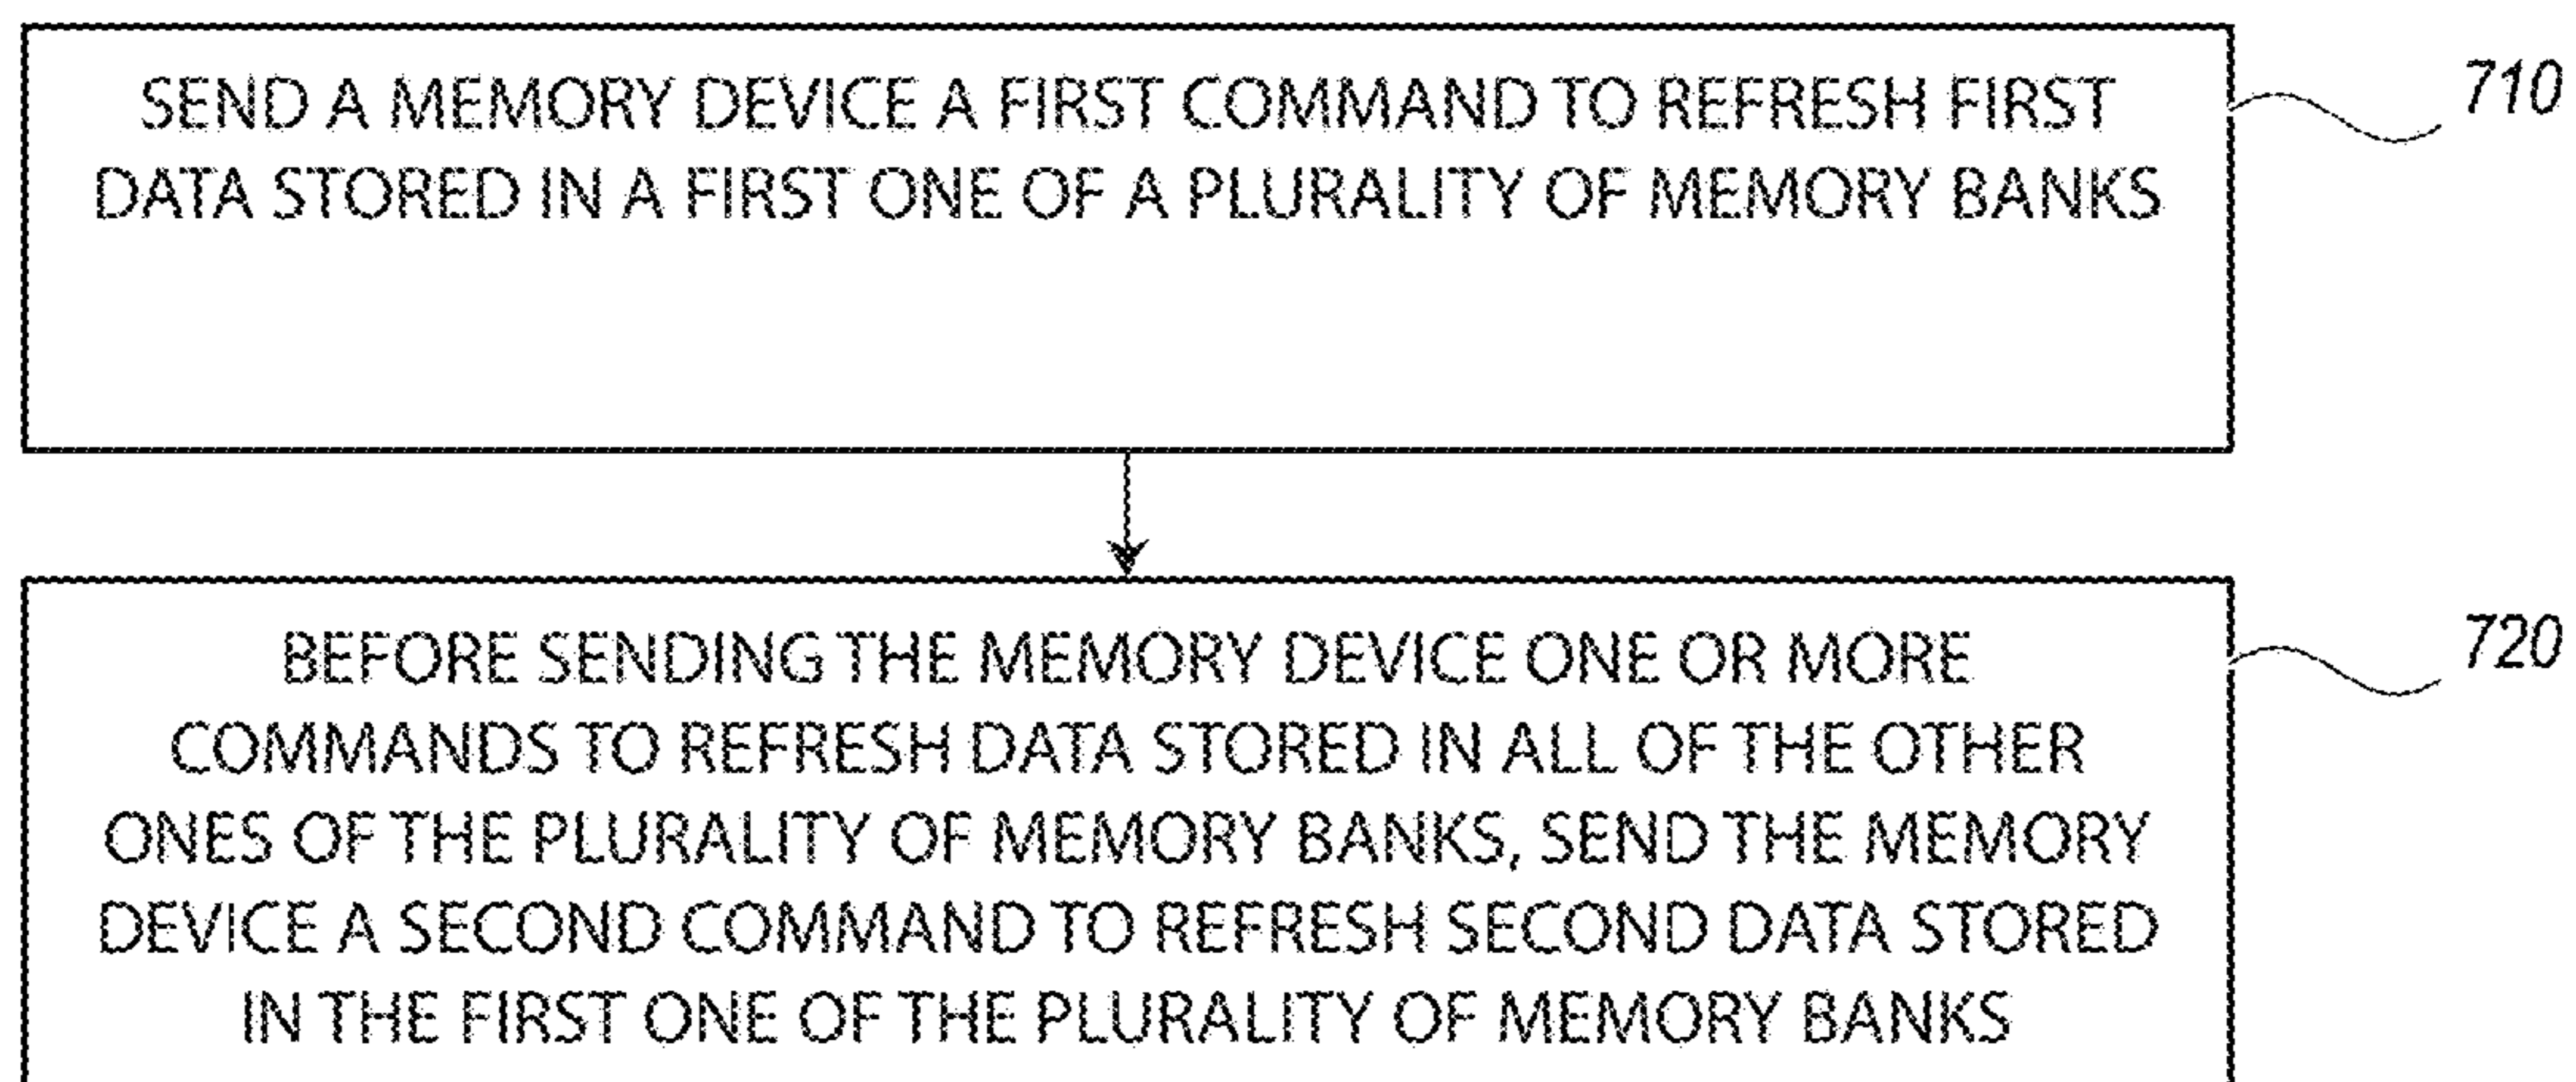 SEND A MEMORY DEVICE A FIRST COMMAND TO REFRESH FIRST
DATA STORED IN A FIRST ONE OF A PLURALITY OF MEMORY BANKS
710
BEFORE SENDING THE MEMORY DEVICE ONE OR MORE
COMMANDS TO REFRESH DATA STORED IN ALL OF THE OTHER
ONES OF THE PLURALITY OF MEMORY BANKS, SEND THE MEMORY
DEVICE A SECOND COMMAND TO REFRESH SECOND DATA STORED
IN THE FIRST ONE OF THE PLURALITY OF MEMORY BANKS
720